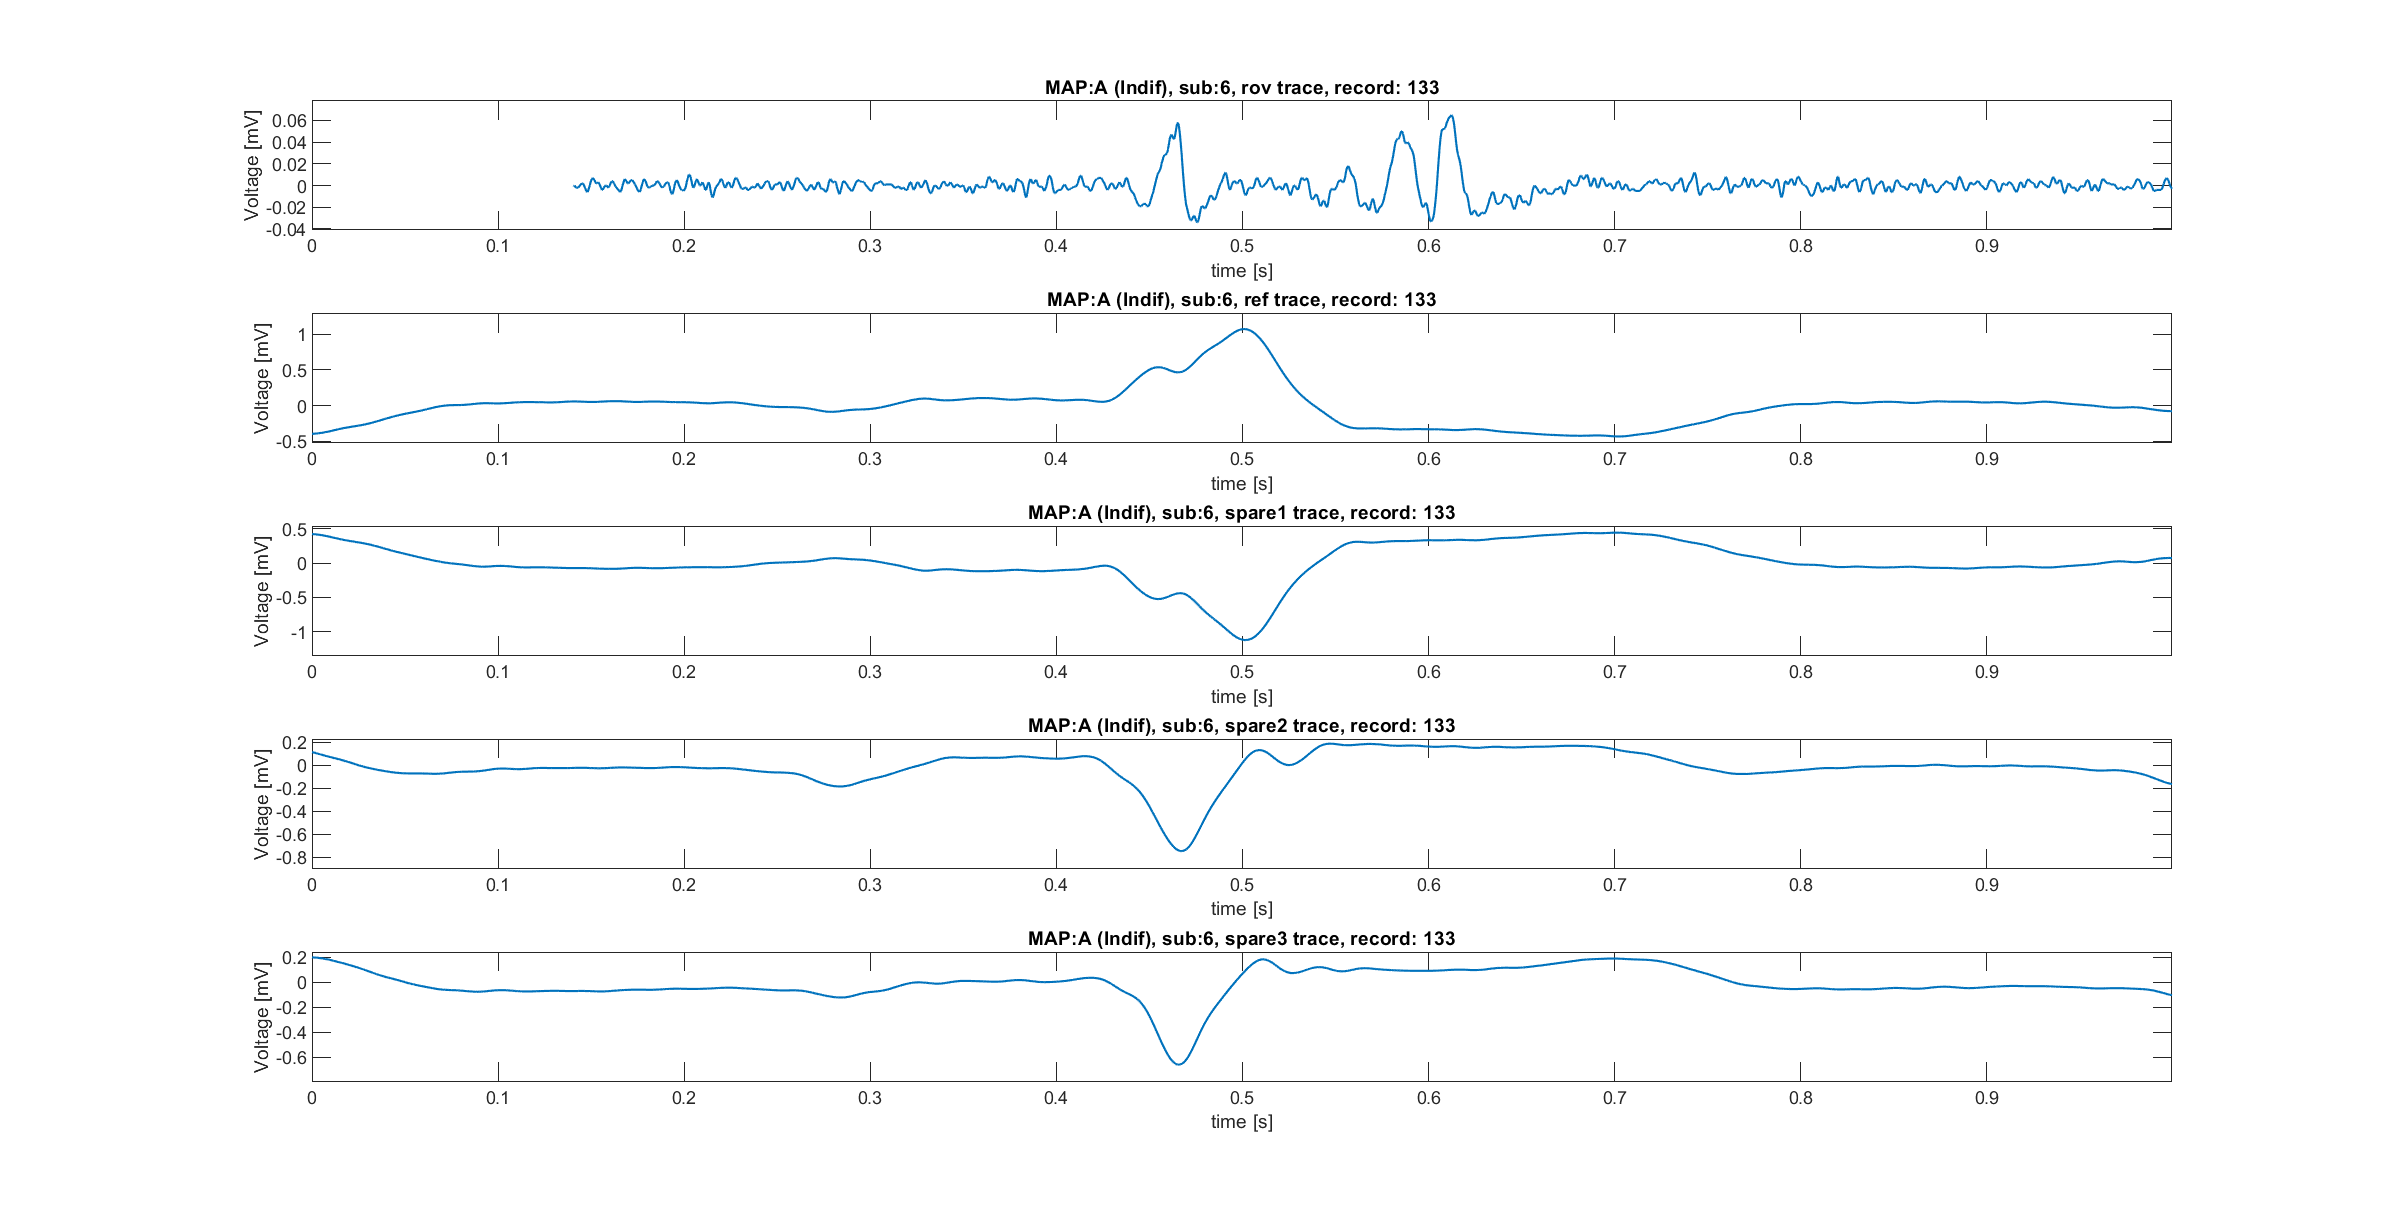 MAP:A (Indif), sub:6, rov trace, record: 133
Voltage [mV]
0.06
0.04
0.02
0
-0.02
-0.04
0 0.1 0.2 0.3 0.4 0.5 0.6 0.7 0.8 0.9
time [s]
MAP:A (Indif), sub:6, ref trace, record: 133
Voltage [mV]
1
0.5
0
-0.5
0 0.1 0.2 0.3 0.4 0.5 0.6 0.7 0.8 0.9
time [s]
MAP:A (Indif), sub:6, spare1 trace, record: 133
Voltage [mV]
0.5
0
-0.5
-1
0 0.1 0.2 0.3 0.4 0.5 0.6 0.7 0.8 0.9
time [s]
MAP:A (Indif), sub:6, spare2 trace, record: 133
Voltage [mV]
0.2
0
-0.2
-0.4
-0.6
-0.8
0 0.1 0.2 0.3 0.4 0.5 0.6 0.7 0.8 0.9
time [s]
MAP:A (Indif), sub:6, spare3 trace, record: 133
Voltage [mV]
0.2
0
-0.2
-0.4
-0.6
0 0.1 0.2 0.3 0.4 0.5 0.6 0.7 0.8 0.9
time [s]